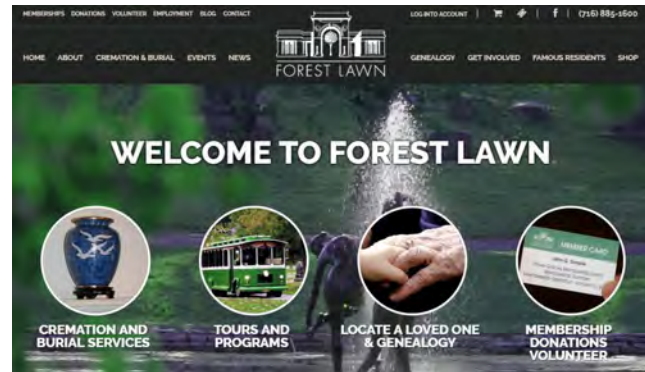 MEMBERSHIPS DONATIONS VOLUNTEER EMPLOYMENT BLOG CONTACT
LOG INTO ACCOUNT | | f | (716) 885-1600
HOME ABOUT CREMATION & BURIAL EVENTS NEWS
FOREST LAWN
GENEALOGY GET INVOLVED FAMOUS RESIDENTS SHOP
WELCOME TO FOREST LAWN
MEMBER CARD
CREMATION AND
BURIAL SERVICES
TOURS AND
PROGRAMS
LOCATE A LOVED ONE
& GENEALOGY
MEMBERSHIP
DONATIONS
VOLUNTEER